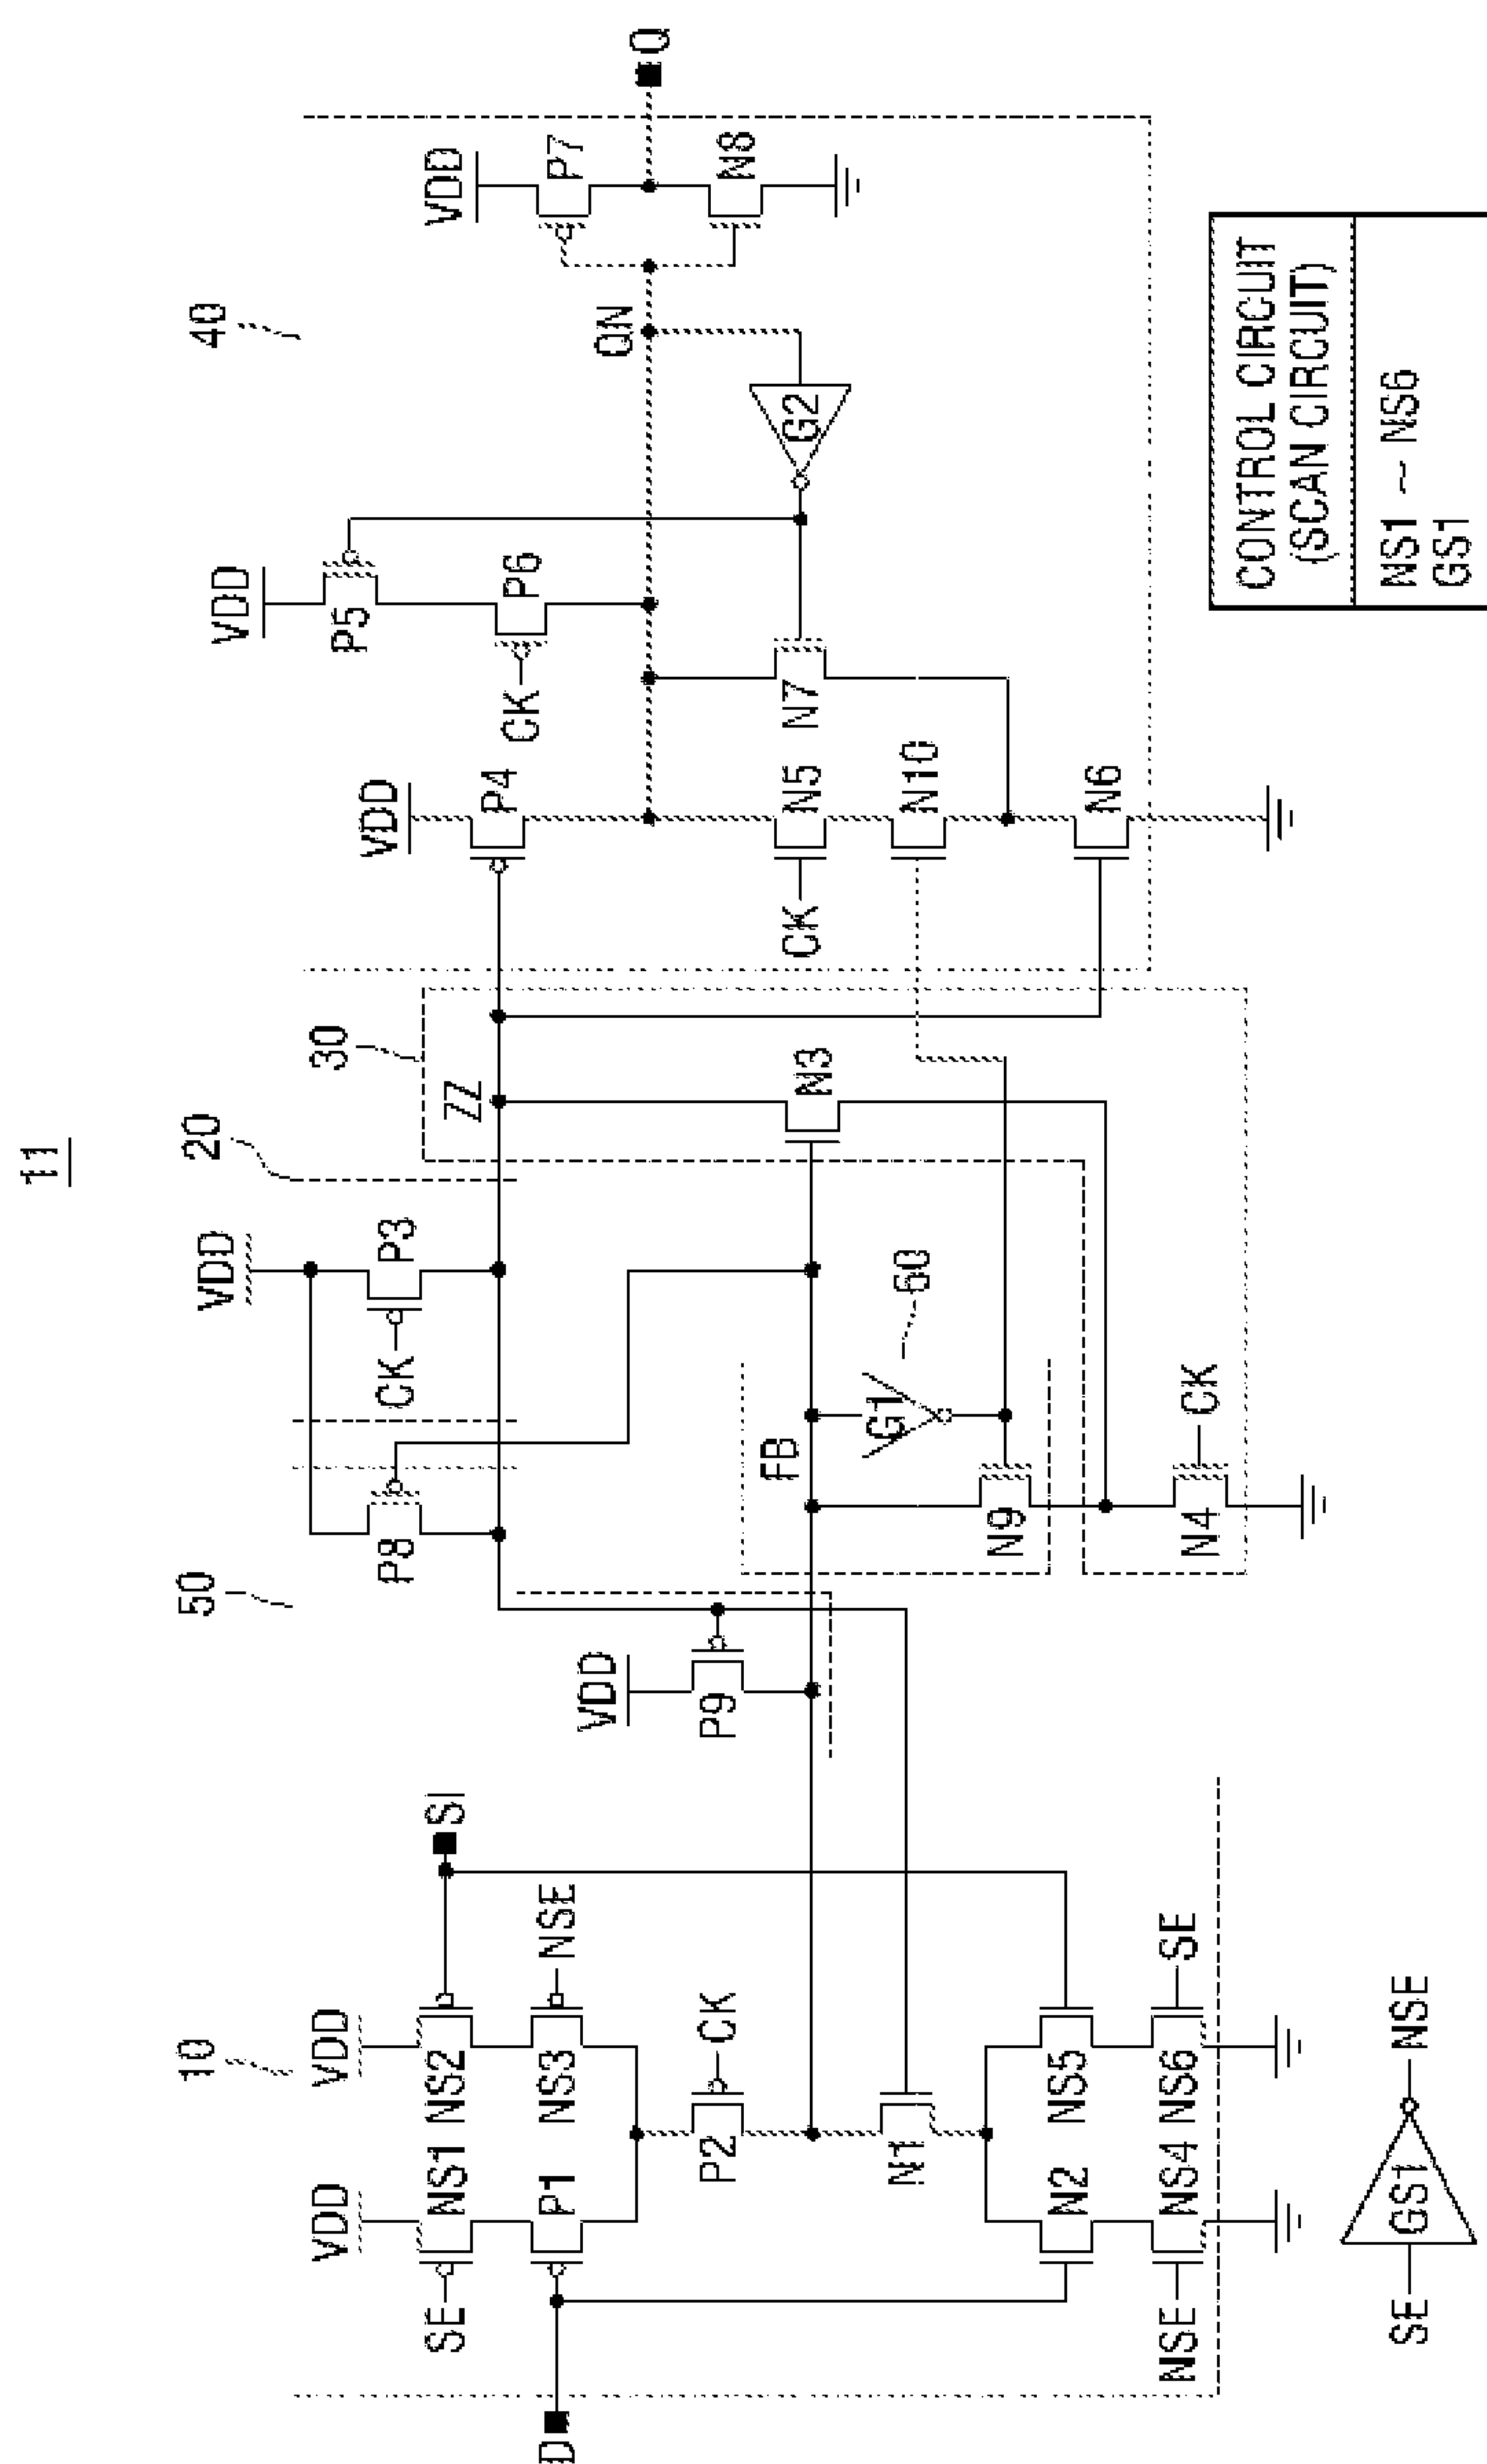 11
10
50
20
30
40
VDD
VDD
VDD
VDD
VDD
VDD
VDD
SE
NS1
NS2
SI
D
P1
NS3
NSE
P2
CK
N1
N2
NS5
NSE
NS4
NS6
SE
P9
P8
CK
P3
ZZ
FB
G1
60
N9
N4
CK
N3
P4
CK
N5
N10
N6
P5
CK
P6
N7
G2
QN
P7
N8
Q
SE
GS1
NSE
CONTROL CIRCUIT
(SCAN CIRCUIT)
NS1 ~ NS6
GS1